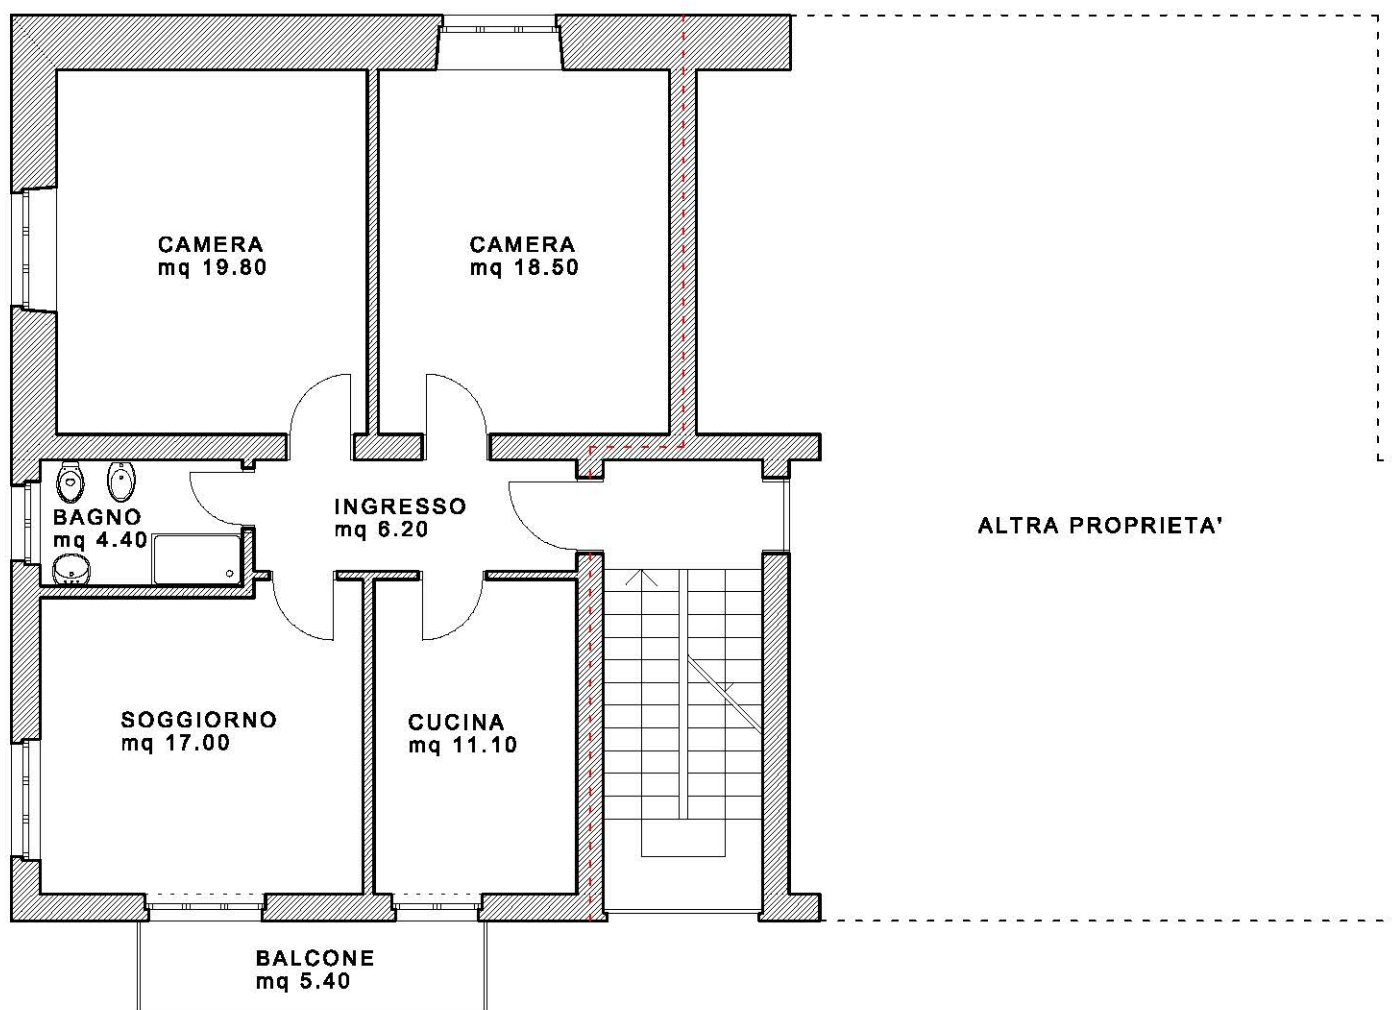 CAMERA
mq 19.80
CAMERA
mq 18.50
INGRESSO
mq 6.20
BAGNO
mq 4.40
ALTRA PROPRIETA'
SOGGIORNO
mq 17.00
CUCINA
mq 11.10
BALCONE
mq 5.40